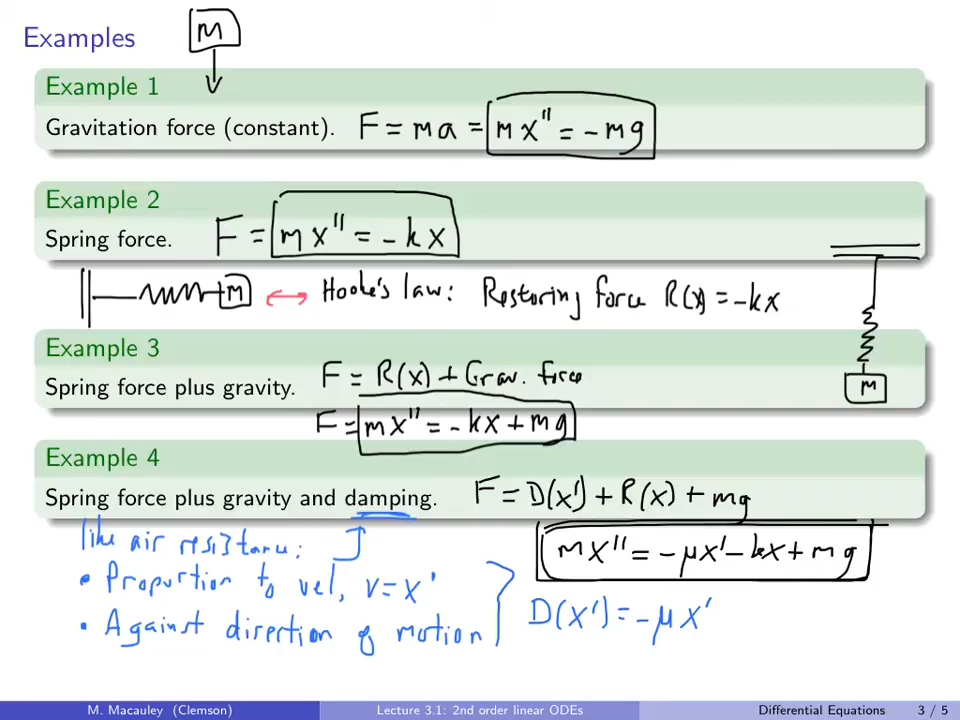 Examples
m
Example 1
Gravitation force (constant). F = ma = mx'' = -mg
Example 2
Spring force. F = mx'' = -kx
m ↔ Hooke's law: Restoring force R(x) = -kx
Example 3
Spring force plus gravity. F = R(x) + Grav. force
m
F = mx'' = -kx + mg
Example 4
Spring force plus gravity and damping. F = D(x') + R(x) + mg
like air resistance:
mx'' = -μx' - kx + mg
• Proportion to vel, v = x'
• Against direction of motion
D(x') = -μx'
M. Macauley (Clemson) Lecture 3.1: 2nd order linear ODEs Differential Equations 3 / 5